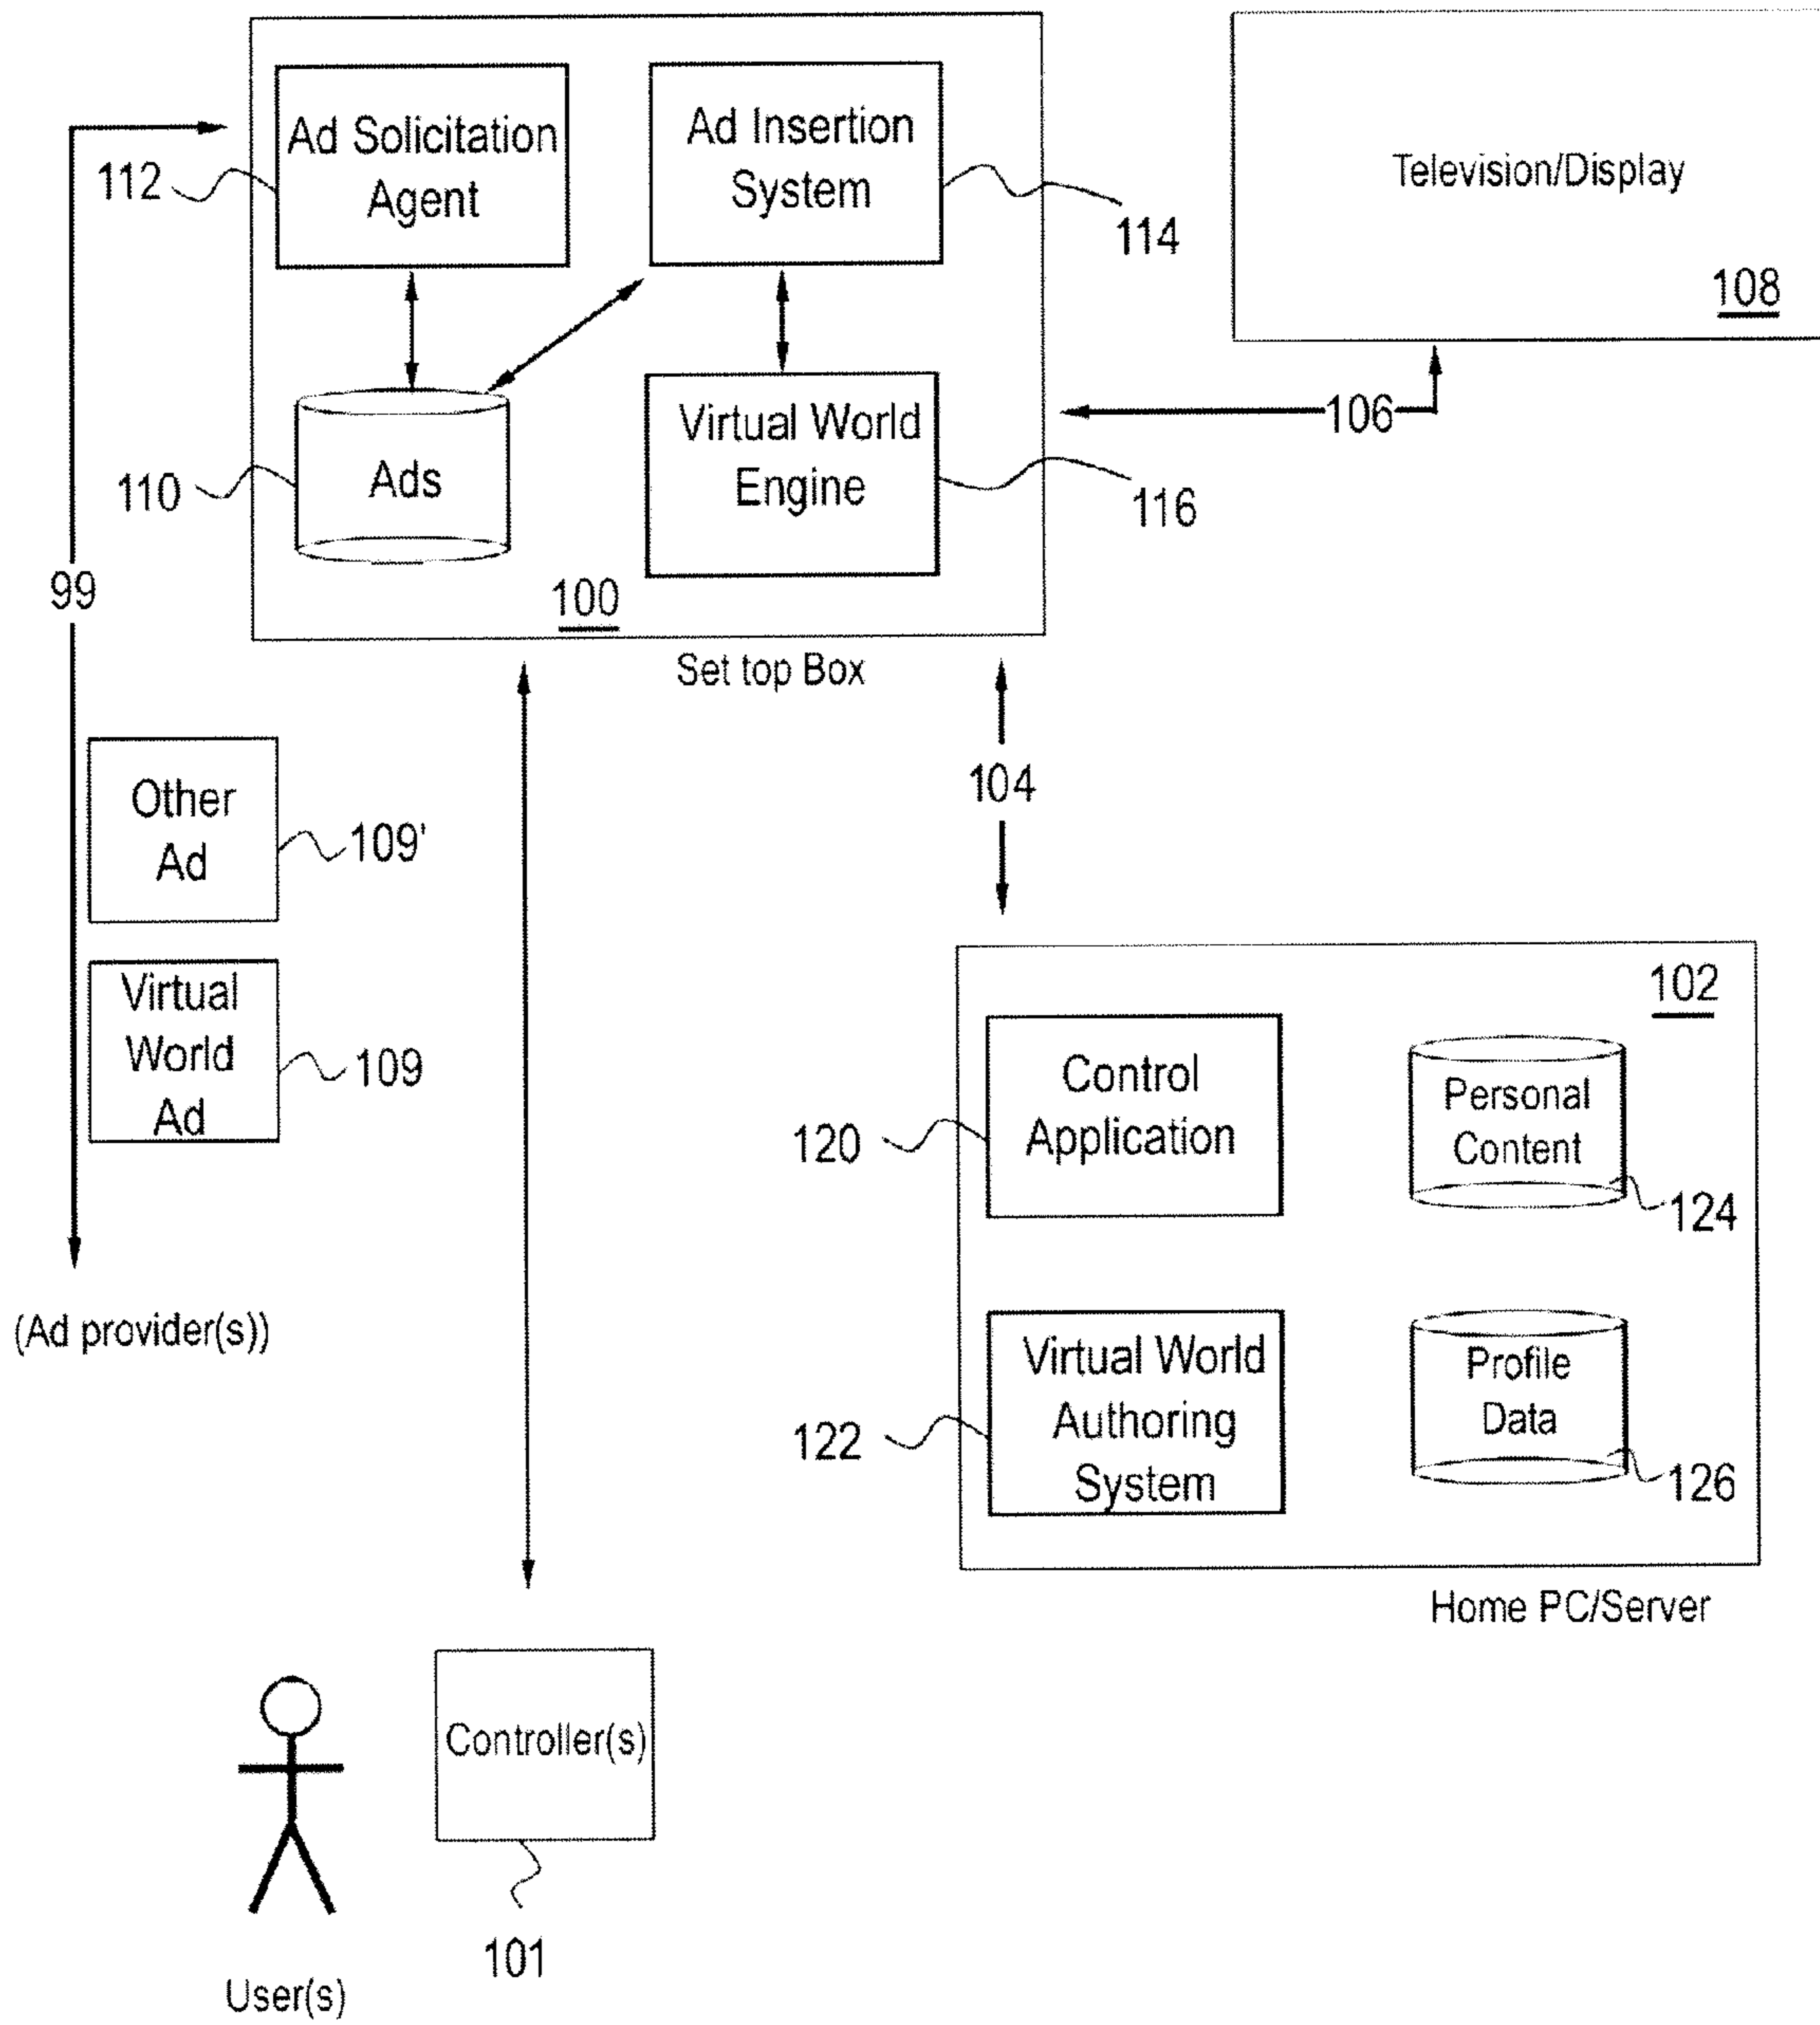 Ad Solicitation
Agent
112
Ad Insertion
System
114
Television/Display
108
Ads
110
Virtual World
Engine
116
106
99
100
Set top Box
104
Other
Ad
109'
Virtual
World
Ad
109
(Ad provider(s))
102
Control
Application
120
Personal
Content
124
Virtual World
Authoring
System
122
Profile
Data
126
Home PC/Server
Controller(s)
101
User(s)